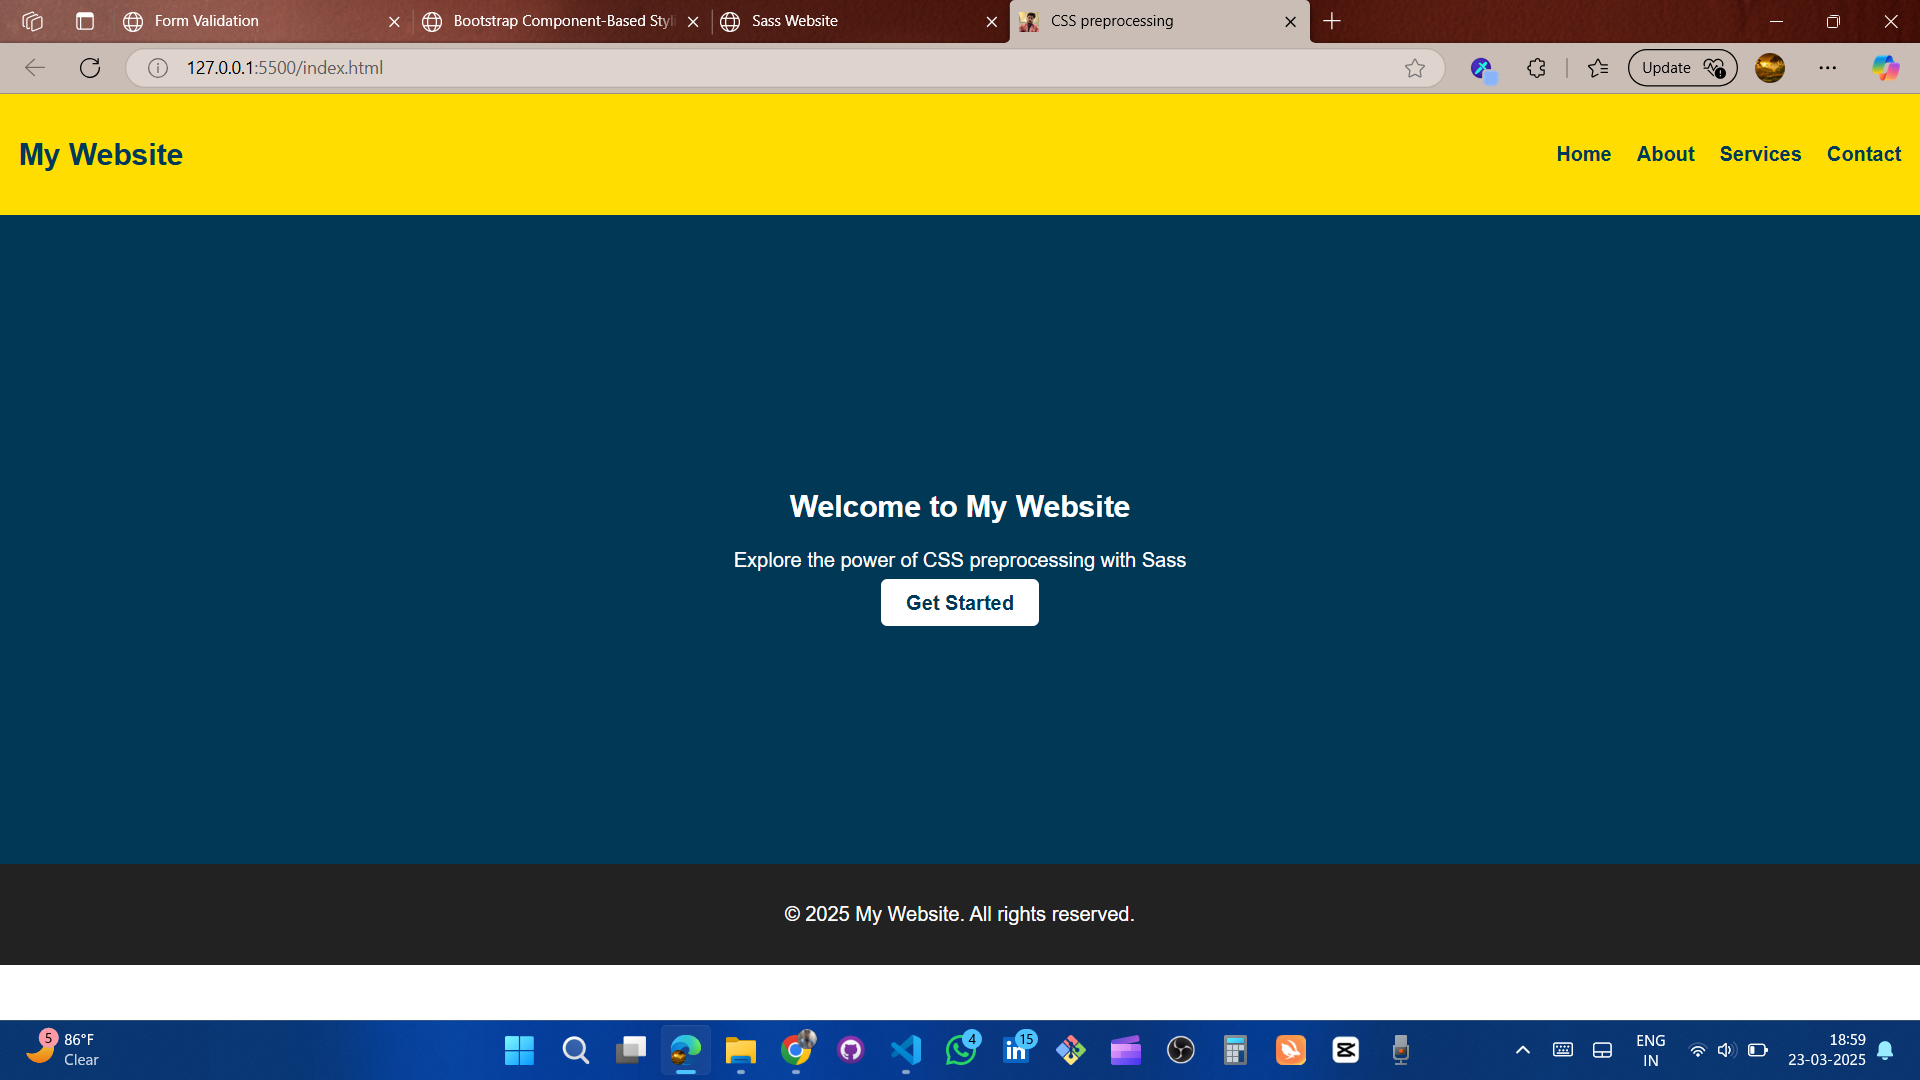 Form Validation
Bootstrap Component-Based Styli
Sass Website
CSS preprocessing
127.0.0.1:5500/index.html
Update
My Website
Home
About
Services
Contact
Welcome to My Website
Explore the power of CSS preprocessing with Sass
Get Started
© 2025 My Website. All rights reserved.
5
86°F
Clear
4
in
15
ENG
IN
18:59
23-03-2025